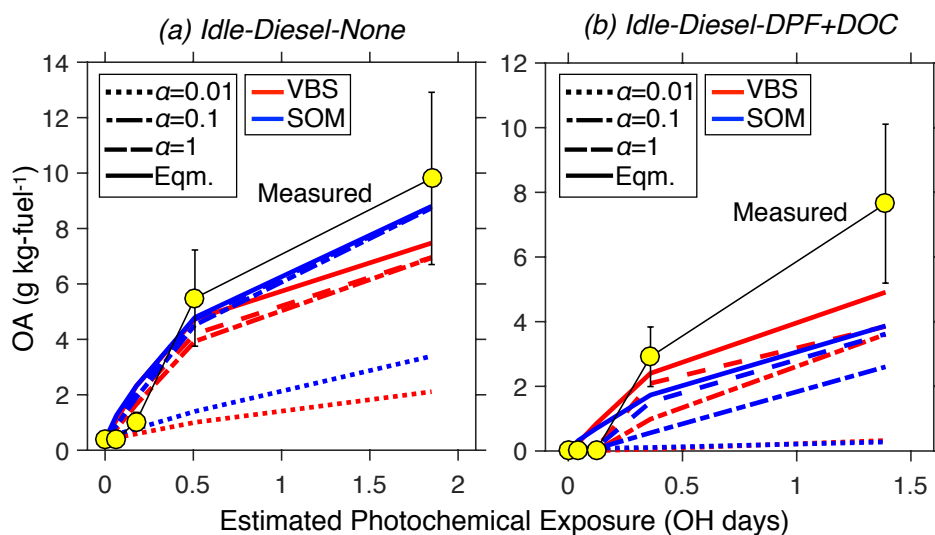 (a) Idle-Diesel-None
(b) Idle-Diesel-DPF+DOC
14
12
10
8
6
4
2
0
OA (g kg-fuel⁻¹)
α=0.01
α=0.1
α=1
Eqm.
VBS
SOM
Measured
0
0.5
1
1.5
2
12
10
8
6
4
2
0
α=0.01
α=0.1
α=1
Eqm.
VBS
SOM
Measured
0
0.5
1
1.5
Estimated Photochemical Exposure (OH days)